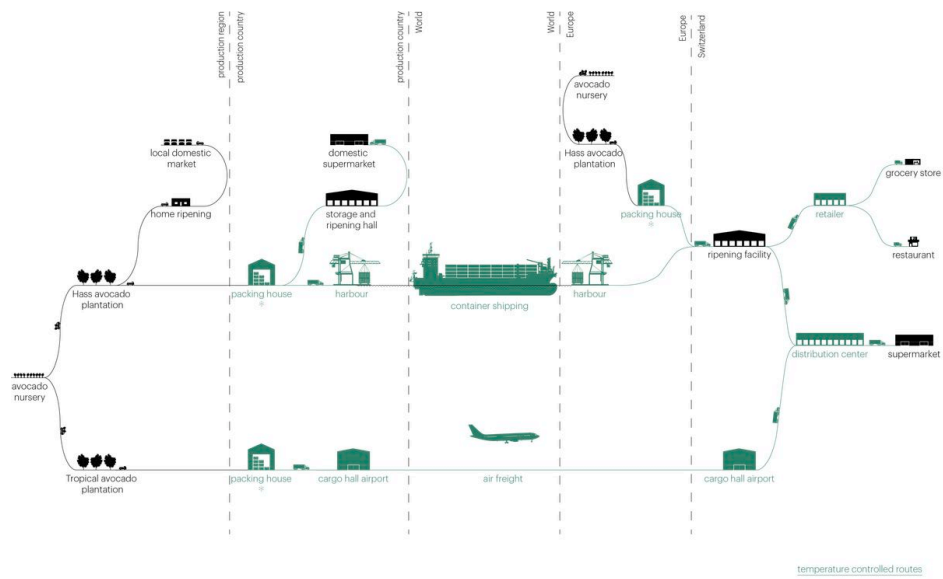 production region
production country
production country
World
World
Europe
Europe
Switzerland
avocado
nursery
local domestic
market
domestic
supermarket
Hass avocado
plantation
grocery store
home ripening
storage and
ripening hall
packing house
retailer
ripening facility
restaurant
Hass avocado
plantation
packing house
harbour
container shipping
harbour
distribution center
supermarket
avocado
nursery
Tropical avocado
plantation
packing house
cargo hall airport
air freight
cargo hall airport
temperature controlled routes